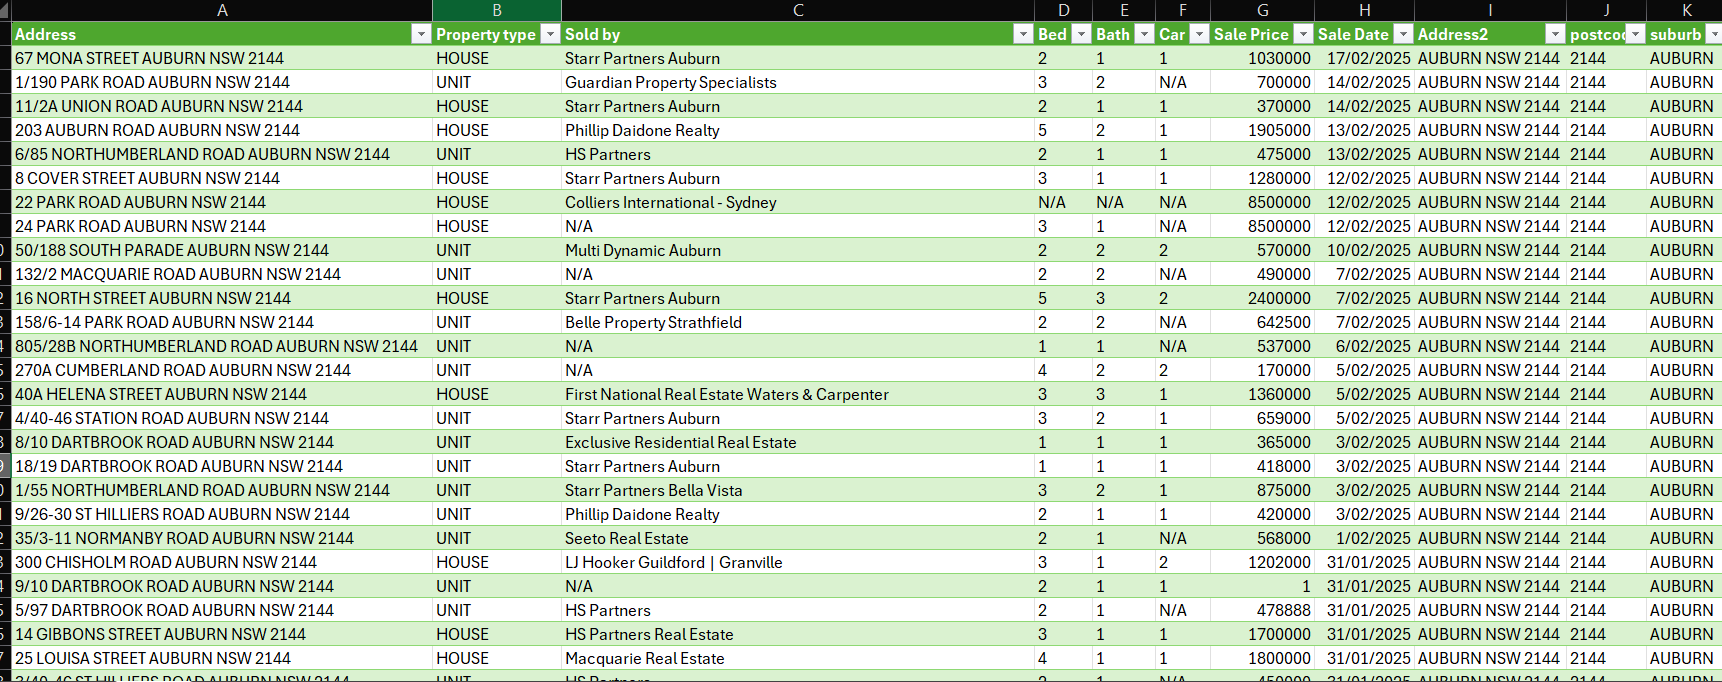 A B C D E F G H I J K
Address Property type Sold by Bed Bath Car Sale Price Sale Date Address2 postco suburb
67 MONA STREET AUBURN NSW 2144 HOUSE Starr Partners Auburn 2 1 1 1030000 17/02/2025 AUBURN NSW 2144 2144 AUBURN
1/190 PARK ROAD AUBURN NSW 2144 UNIT Guardian Property Specialists 3 2 N/A 700000 14/02/2025 AUBURN NSW 2144 2144 AUBURN
11/2A UNION ROAD AUBURN NSW 2144 HOUSE Starr Partners Auburn 2 1 1 370000 14/02/2025 AUBURN NSW 2144 2144 AUBURN
203 AUBURN ROAD AUBURN NSW 2144 HOUSE Phillip Daidone Realty 5 2 1 1905000 13/02/2025 AUBURN NSW 2144 2144 AUBURN
6/85 NORTHUMBERLAND ROAD AUBURN NSW 2144 UNIT HS Partners 2 1 1 475000 13/02/2025 AUBURN NSW 2144 2144 AUBURN
8 COVER STREET AUBURN NSW 2144 HOUSE Starr Partners Auburn 3 1 1 1280000 12/02/2025 AUBURN NSW 2144 2144 AUBURN
22 PARK ROAD AUBURN NSW 2144 HOUSE Colliers International - Sydney N/A N/A N/A 8500000 12/02/2025 AUBURN NSW 2144 2144 AUBURN
24 PARK ROAD AUBURN NSW 2144 HOUSE N/A 3 1 N/A 8500000 12/02/2025 AUBURN NSW 2144 2144 AUBURN
50/188 SOUTH PARADE AUBURN NSW 2144 UNIT Multi Dynamic Auburn 2 2 2 570000 10/02/2025 AUBURN NSW 2144 2144 AUBURN
132/2 MACQUARIE ROAD AUBURN NSW 2144 UNIT N/A 2 2 N/A 490000 7/02/2025 AUBURN NSW 2144 2144 AUBURN
16 NORTH STREET AUBURN NSW 2144 HOUSE Starr Partners Auburn 5 3 2 2400000 7/02/2025 AUBURN NSW 2144 2144 AUBURN
158/6-14 PARK ROAD AUBURN NSW 2144 UNIT Belle Property Strathfield 2 2 N/A 642500 7/02/2025 AUBURN NSW 2144 2144 AUBURN
805/28B NORTHUMBERLAND ROAD AUBURN NSW 2144 UNIT N/A 1 1 N/A 537000 6/02/2025 AUBURN NSW 2144 2144 AUBURN
270A CUMBERLAND ROAD AUBURN NSW 2144 UNIT N/A 4 2 2 170000 5/02/2025 AUBURN NSW 2144 2144 AUBURN
40A HELENA STREET AUBURN NSW 2144 HOUSE First National Real Estate Waters & Carpenter 3 3 1 1360000 5/02/2025 AUBURN NSW 2144 2144 AUBURN
4/40-46 STATION ROAD AUBURN NSW 2144 UNIT Starr Partners Auburn 3 2 1 659000 5/02/2025 AUBURN NSW 2144 2144 AUBURN
8/10 DARTBROOK ROAD AUBURN NSW 2144 UNIT Exclusive Residential Real Estate 1 1 1 365000 3/02/2025 AUBURN NSW 2144 2144 AUBURN
18/19 DARTBROOK ROAD AUBURN NSW 2144 UNIT Starr Partners Auburn 1 1 1 418000 3/02/2025 AUBURN NSW 2144 2144 AUBURN
1/55 NORTHUMBERLAND ROAD AUBURN NSW 2144 UNIT Starr Partners Bella Vista 3 2 1 875000 3/02/2025 AUBURN NSW 2144 2144 AUBURN
9/26-30 ST HILLIERS ROAD AUBURN NSW 2144 UNIT Phillip Daidone Realty 2 1 1 420000 3/02/2025 AUBURN NSW 2144 2144 AUBURN
35/3-11 NORMANBY ROAD AUBURN NSW 2144 UNIT Seeto Real Estate 2 1 N/A 568000 1/02/2025 AUBURN NSW 2144 2144 AUBURN
300 CHISHOLM ROAD AUBURN NSW 2144 HOUSE LJ Hooker Guildford | Granville 3 1 2 1202000 31/01/2025 AUBURN NSW 2144 2144 AUBURN
9/10 DARTBROOK ROAD AUBURN NSW 2144 UNIT N/A 2 1 1 1 31/01/2025 AUBURN NSW 2144 2144 AUBURN
5/97 DARTBROOK ROAD AUBURN NSW 2144 UNIT HS Partners 2 1 N/A 478888 31/01/2025 AUBURN NSW 2144 2144 AUBURN
14 GIBBONS STREET AUBURN NSW 2144 HOUSE HS Partners Real Estate 3 1 1 1700000 31/01/2025 AUBURN NSW 2144 2144 AUBURN
25 LOUISA STREET AUBURN NSW 2144 HOUSE Macquarie Real Estate 4 1 1 1800000 31/01/2025 AUBURN NSW 2144 2144 AUBURN